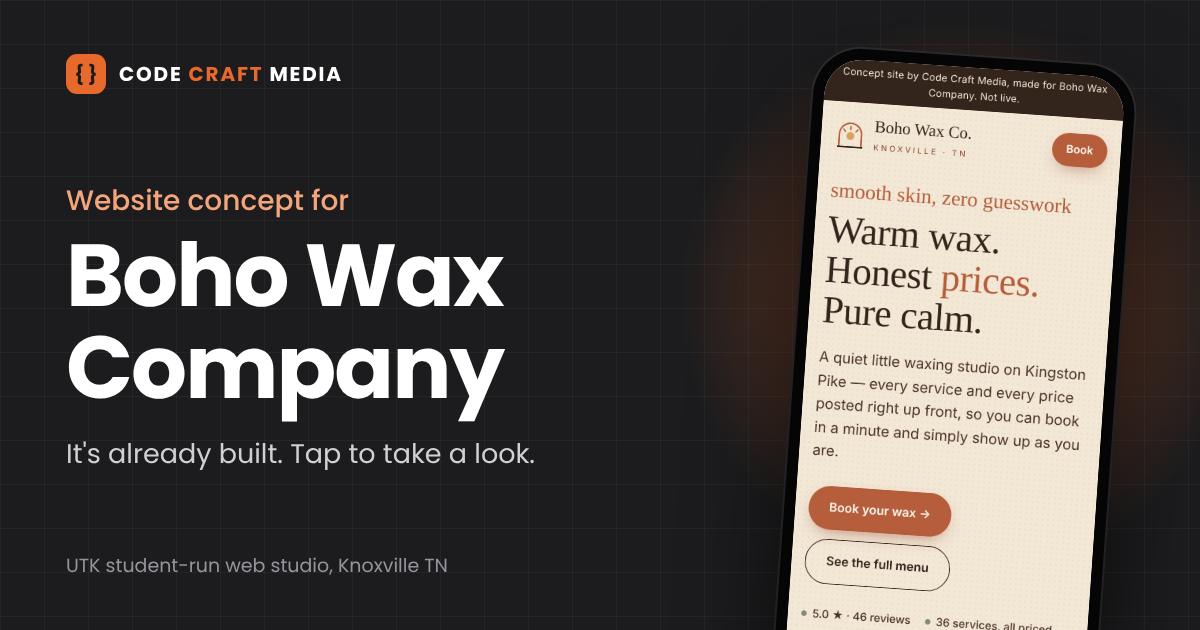 { } CODE CRAFT MEDIA
Website concept for
Boho Wax
Company
It's already built. Tap to take a look.
UTK student-run web studio, Knoxville TN
Concept site by Code Craft Media, made for Boho Wax
Company. Not live.
Boho Wax Co.
KNOXVILLE · TN
Book
smooth skin, zero guesswork
Warm wax.
Honest prices.
Pure calm.
A quiet little waxing studio on Kingston
Pike — every service and every price
posted right up front, so you can book
in a minute and simply show up as you
are.
Book your wax →
See the full menu
5.0 ★ · 46 reviews
36 services, all priced